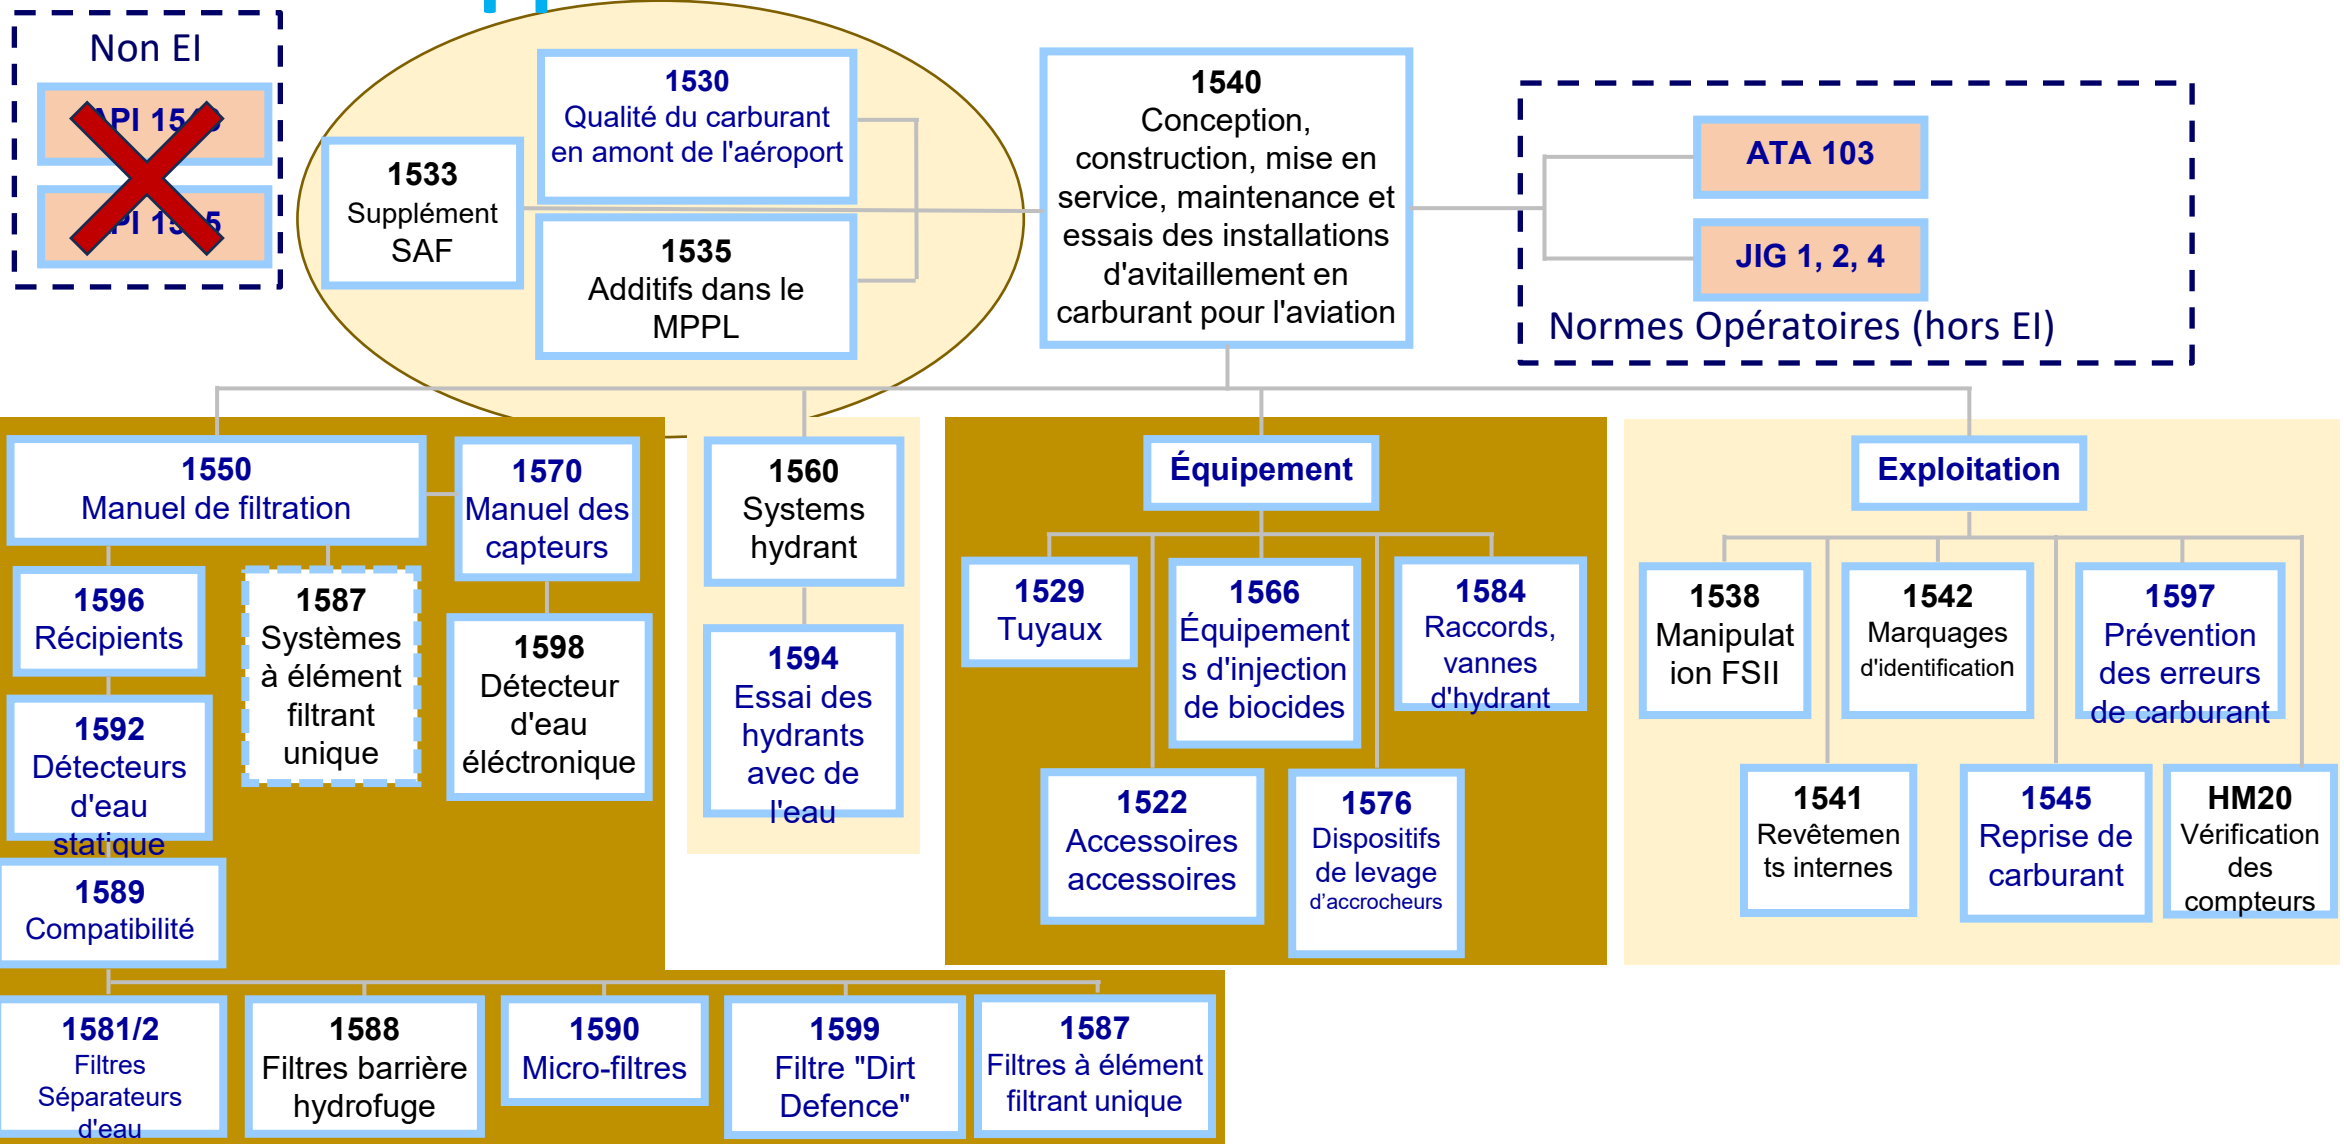 Non EI
1530
Qualité du carburant
en amont de l'aéroport
1533
Supplément
SAF
1535
Additifs dans le
MPPL
1540
Conception,
construction, mise en
service, maintenance et
essais des installations
d'avitaillement en
carburant pour l'aviation
ATA 103
JIG 1, 2, 4
Normes Opératoires (hors EI)
1550
Manuel de filtration
1570
Manuel des
capteurs
1596
Récipients
1587
Systèmes
à élément
filtrant
unique
1598
Détecteur
d'eau
éléctronique
1592
Détecteurs
d'eau
statique
1589
Compatibilité
1581/2
Filtres
Séparateurs
d'eau
1588
Filtres barrière
hydrofuge
1590
Micro-filtres
1599
Filtre "Dirt
Defence"
1587
Filtres à élément
filtrant unique
1560
Systems
hydrant
1594
Essai des
hydrants
avec de
l'eau
Équipement
1529
Tuyaux
1566
Équipement
s d'injection
de biocides
1584
Raccords,
vannes
d'hydrant
1522
Accessoires
accessoires
1576
Dispositifs
de levage
d’accrocheurs
Exploitation
1538
Manipulat
ion FSII
1542
Marquages
d'identification
1597
Prévention
des erreurs
de carburant
1541
Revêtemen
ts internes
1545
Reprise de
carburant
HM20
Vérification
des
compteurs